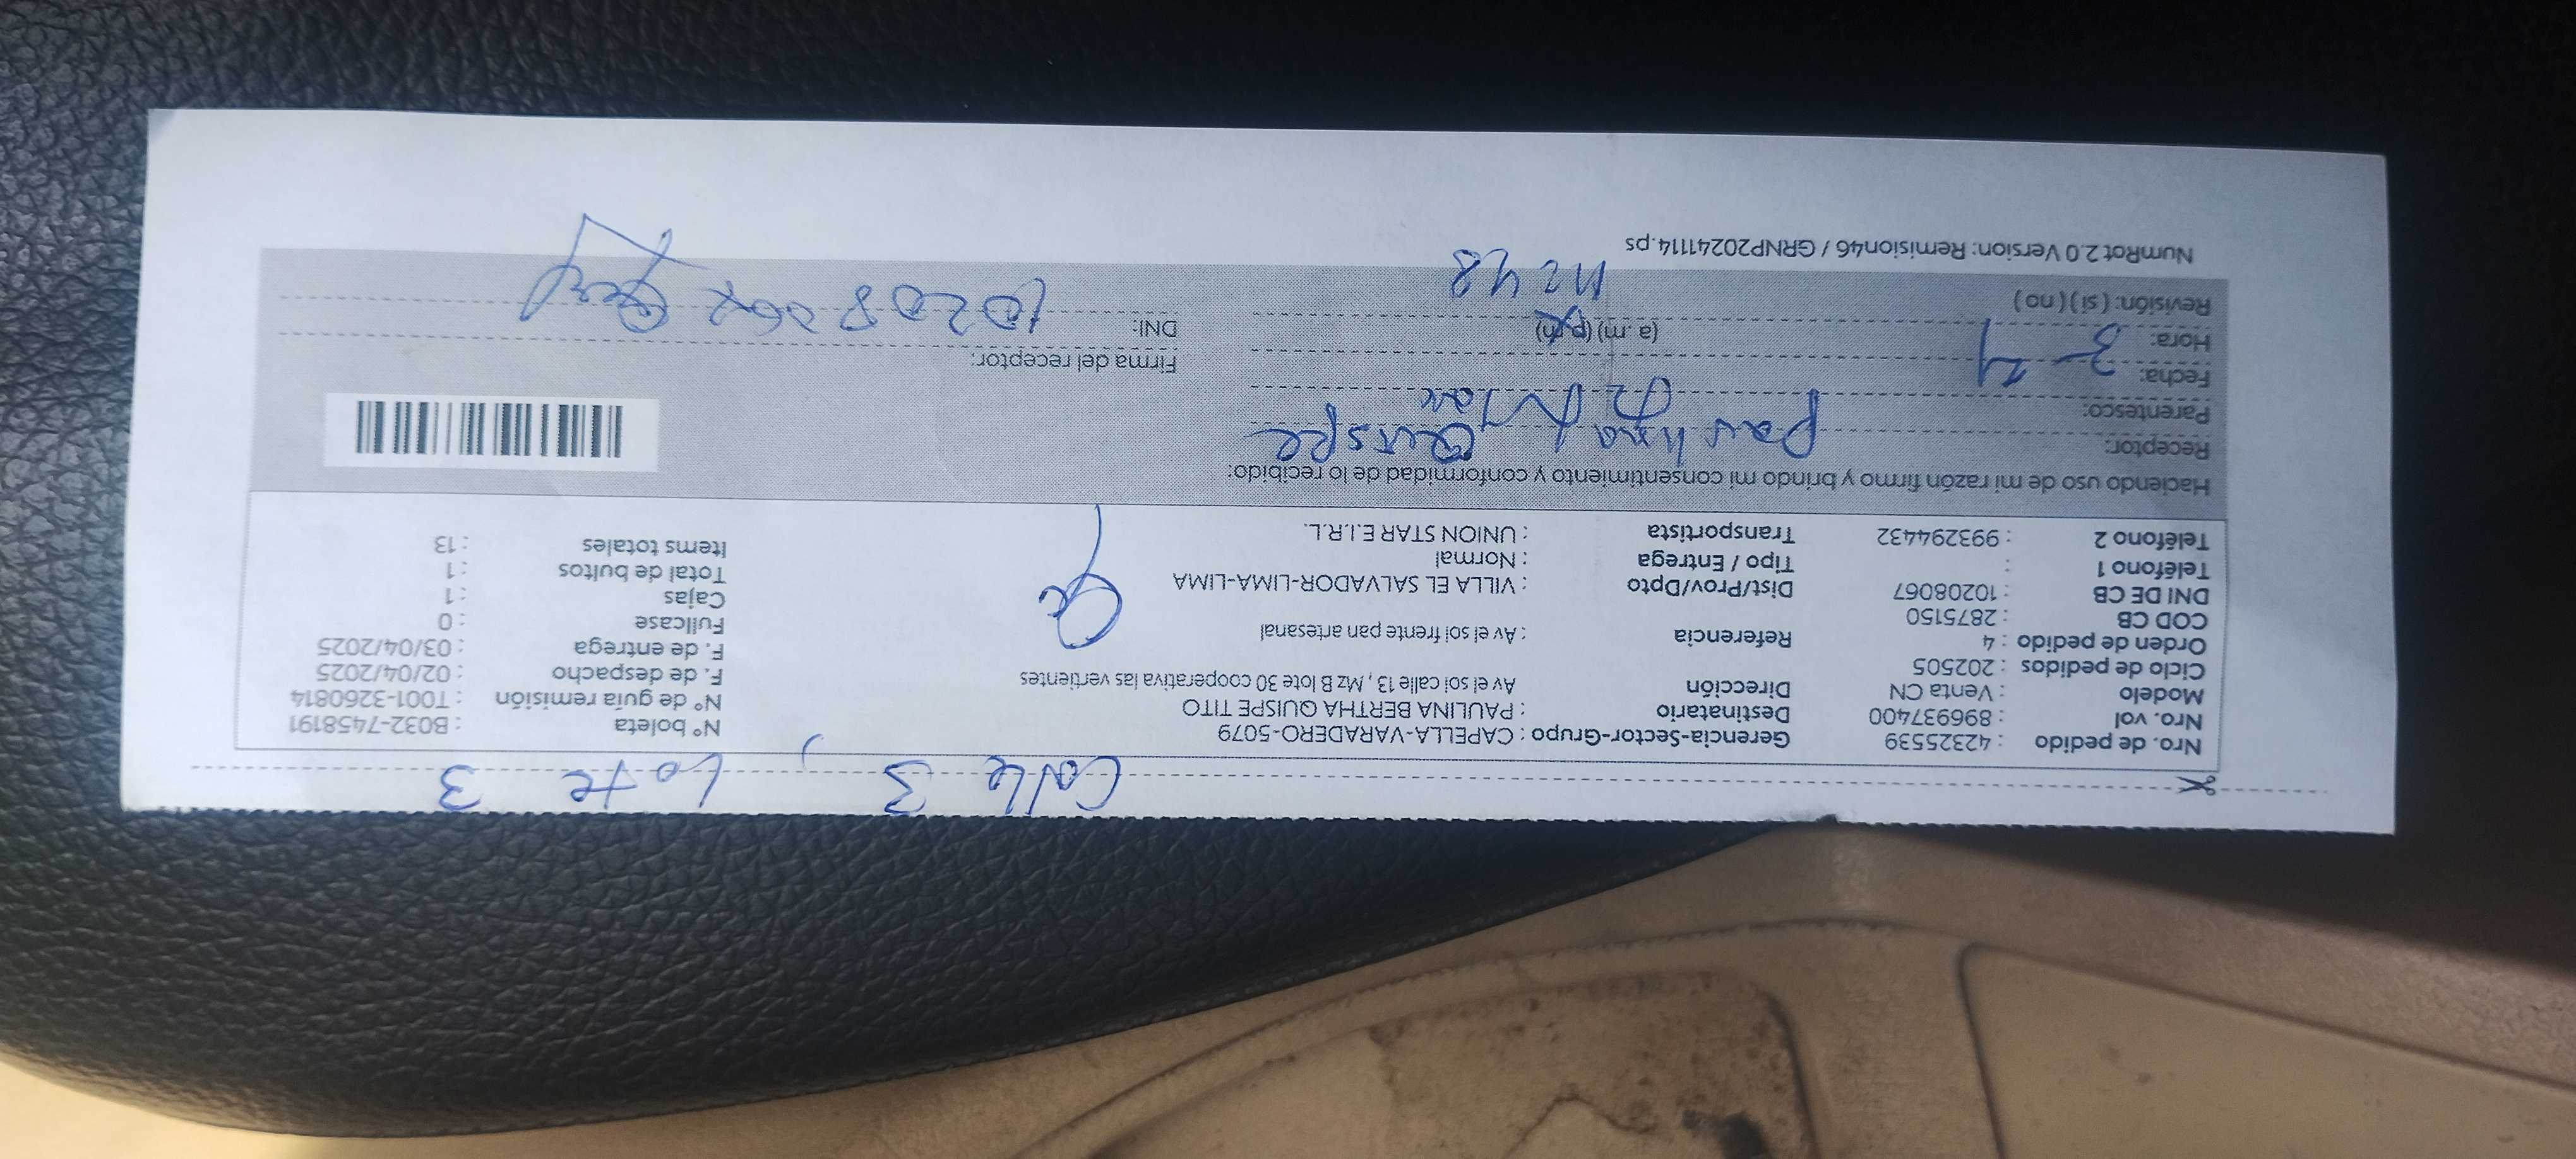 Calle 3, Lote 3
Nro. de pedido : 42325539 Gerencia-Sector-Grupo : CAPELLA-VARADERO-5079 N° boleta : B032-7458191
Nro. vol : 896937400 Destinatario : PAULINA BERTHA QUISPE TITO N° de guía remisión : T001-3260814
Modelo : Venta CN Dirección Av el sol calle 13, Mz B lote 30 cooperativa las vertientes F. de despacho : 02/04/2025
Ciclo de pedidos : 202505 F. de entrega : 03/04/2025
Orden de pedido : 4 Referencia : Av el sol frente pan artesanal Fullcase : 0
COD CB : 2875150 Dist/Prov/Dpto : VILLA EL SALVADOR-LIMA-LIMA Cajas : 1
DNI DE CB : 10208067 Tipo / Entrega : Normal Total de bultos : 1
Teléfono 1 : Transportista : UNION STAR E.I.R.L. Items totales : 13
Teléfono 2 : 993294432
Haciendo uso de mi razón firmo y brindo mi consentimiento y conformidad de lo recibido:
Receptor: Paulina Quispe
Parentesco:
Fecha: 3-4 Firma del receptor:
Hora: (a.m) (p.m) DNI: 10208067
Revisión: (si) (no)
NumRot 2.0 Version: Remision46 / GRNP20241114.ps